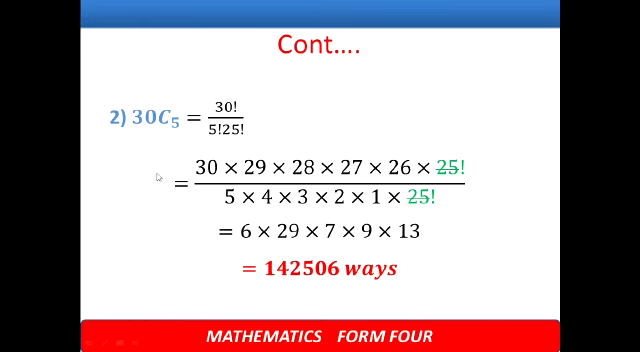 Cont....
2) 30C₅ = 30!/5!25!
= 30 × 29 × 28 × 27 × 26 × 25!/5 × 4 × 3 × 2 × 1 × 25!
= 6 × 29 × 7 × 9 × 13
= 142506 ways
MATHEMATICS FORM FOUR